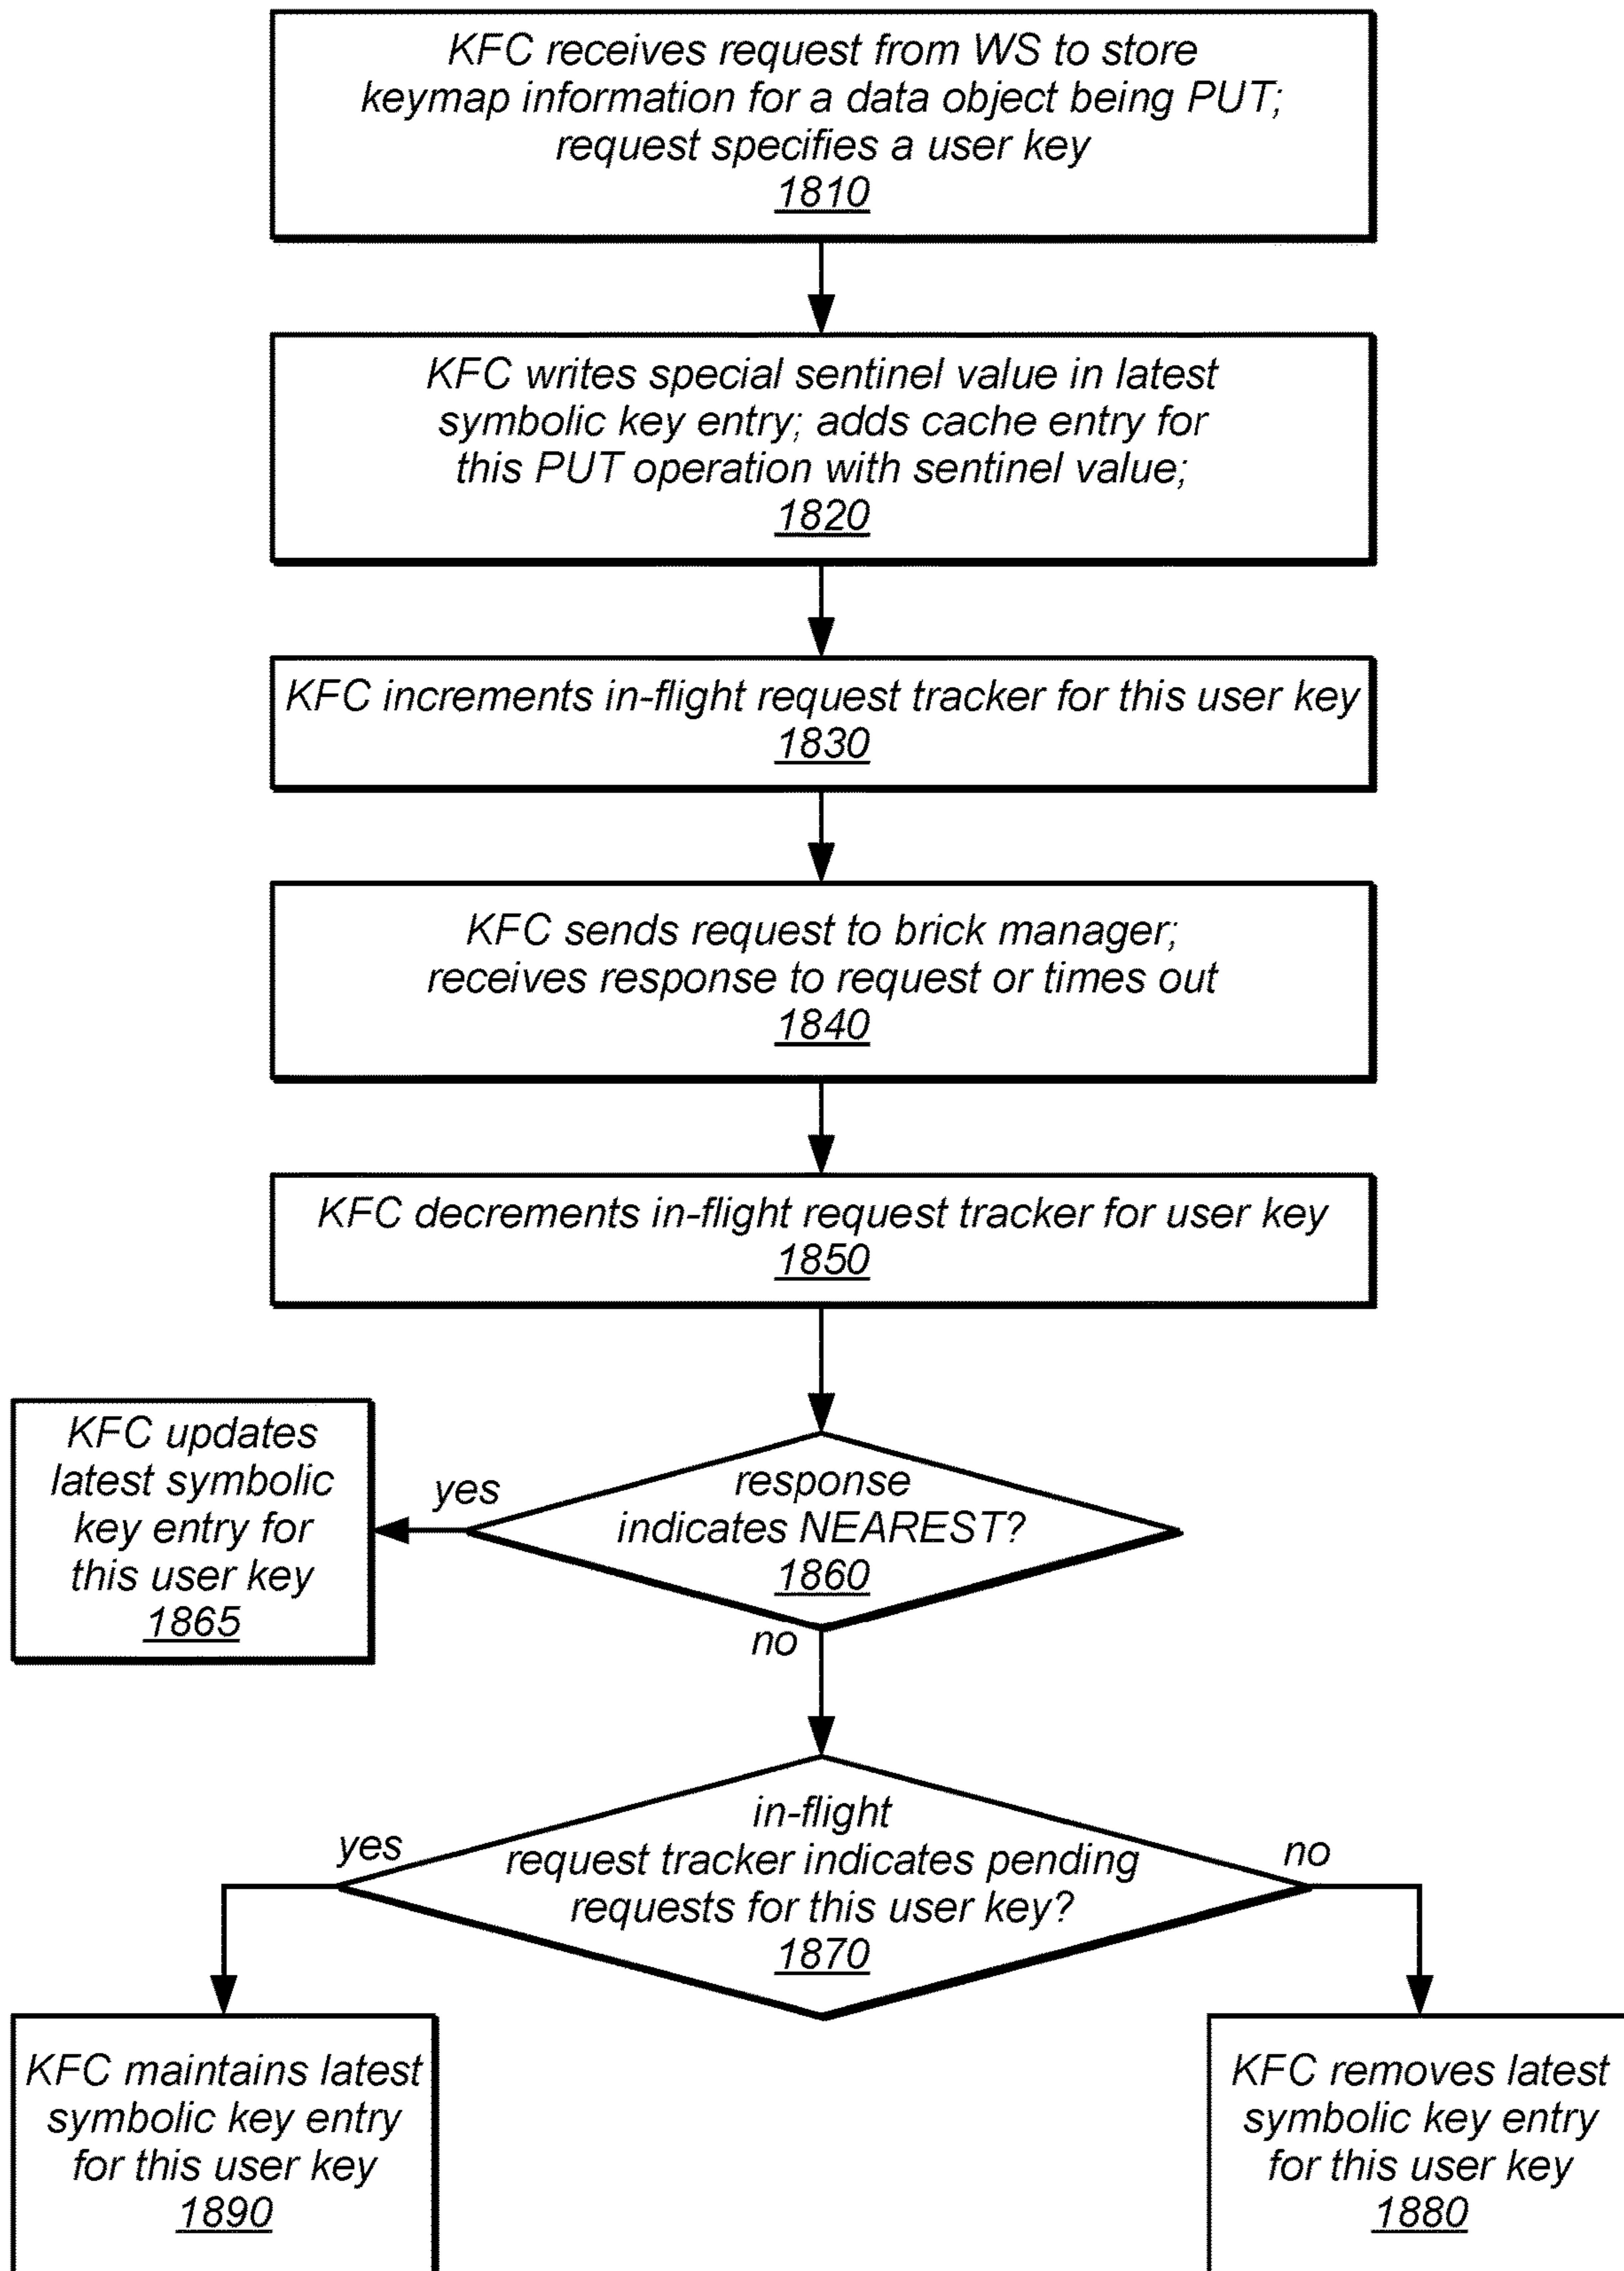 KFC receives request from WS to store
keymap information for a data object being PUT;
request specifies a user key
1810
KFC writes special sentinel value in latest
symbolic key entry; adds cache entry for
this PUT operation with sentinel value;
1820
KFC increments in-flight request tracker for this user key
1830
KFC sends request to brick manager;
receives response to request or times out
1840
KFC decrements in-flight request tracker for user key
1850
response
indicates NEAREST?
1860
yes
KFC updates
latest symbolic
key entry for
this user key
1865
no
in-flight
request tracker indicates pending
requests for this user key?
1870
yes
no
KFC maintains latest
symbolic key entry
for this user key
1890
KFC removes latest
symbolic key entry
for this user key
1880